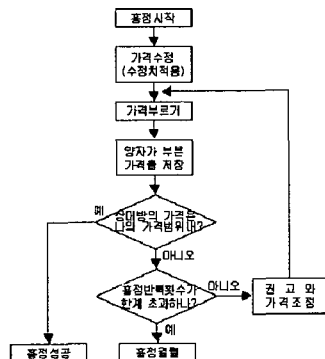 흥정시작
가격수정
(수정치적용)
가격부르기
양자가 부른
가격을 저장
예
상대방의 가격은
나의 가격범위내?
아니오
흥정반복횟수가
한계 초과하나?
아니오
권고와
가격조정
예
흥정성공
흥정결렬